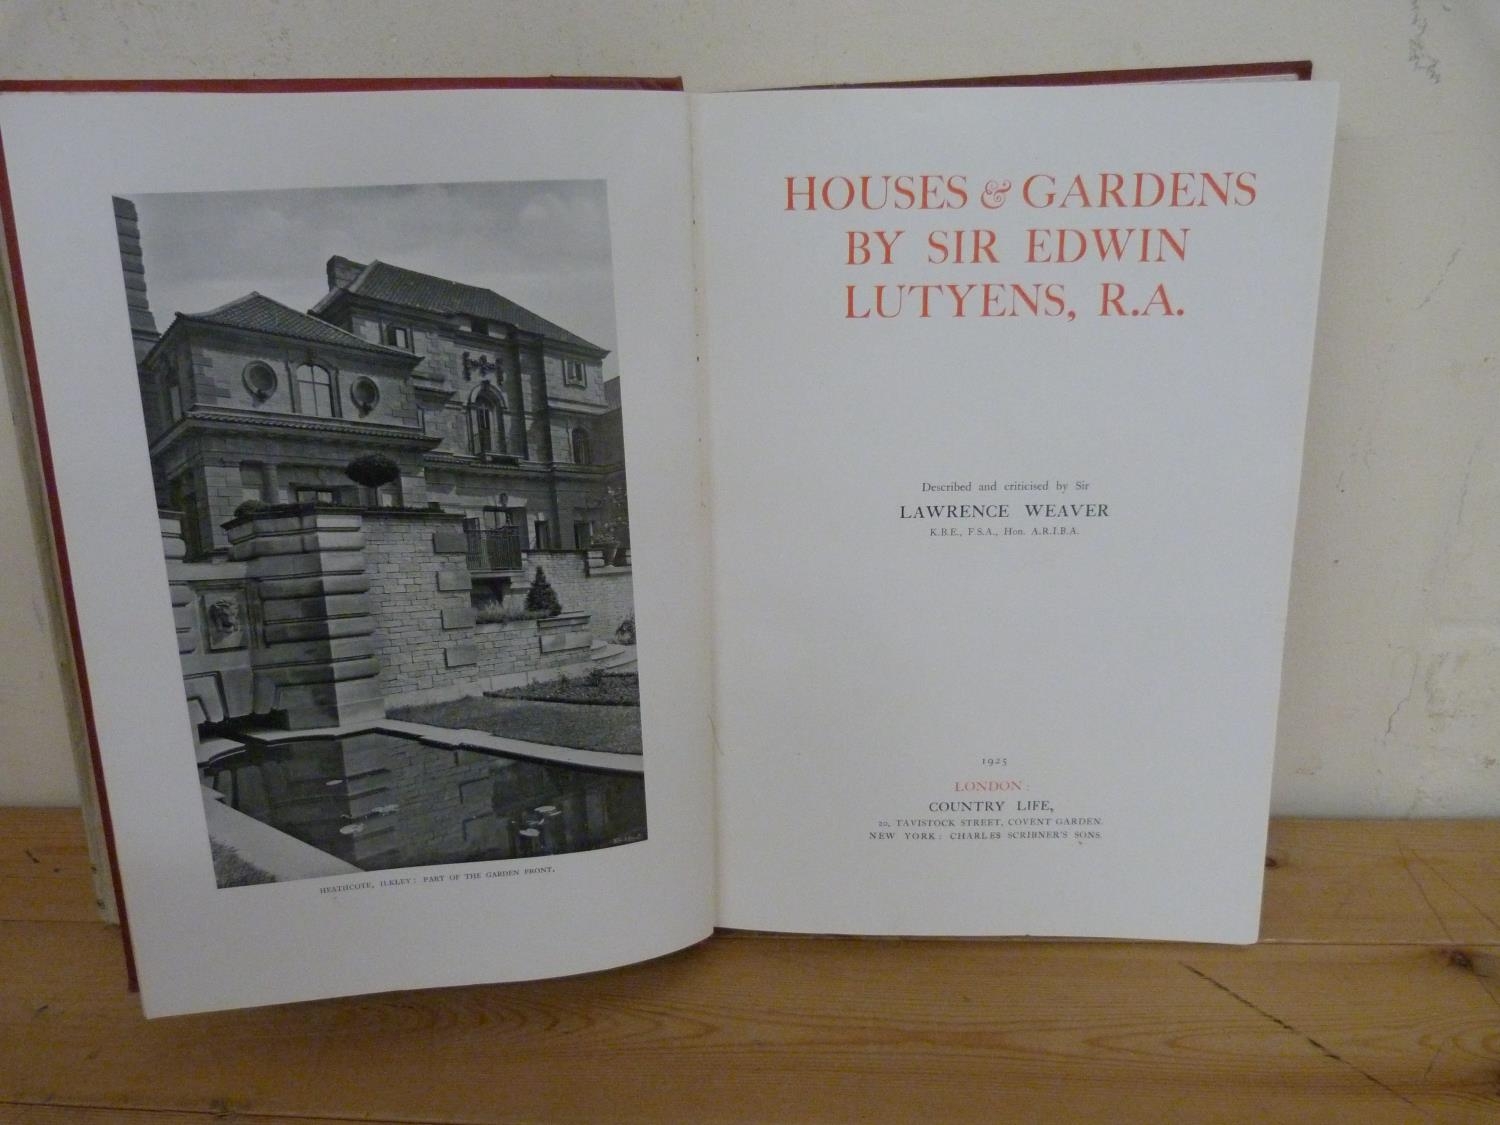 HEATHCOTE, ILKLEY: PART OF THE GARDEN FRONT.
HOUSES & GARDENS
BY SIR EDWIN
LUTYENS, R.A.
Described and criticised by Sir
LAWRENCE WEAVER
K.B.E., F.S.A., Hon. A.R.I.B.A.
1925
LONDON:
COUNTRY LIFE,
20, TAVISTOCK STREET, COVENT GARDEN.
NEW YORK: CHARLES SCRIBNER'S SONS.